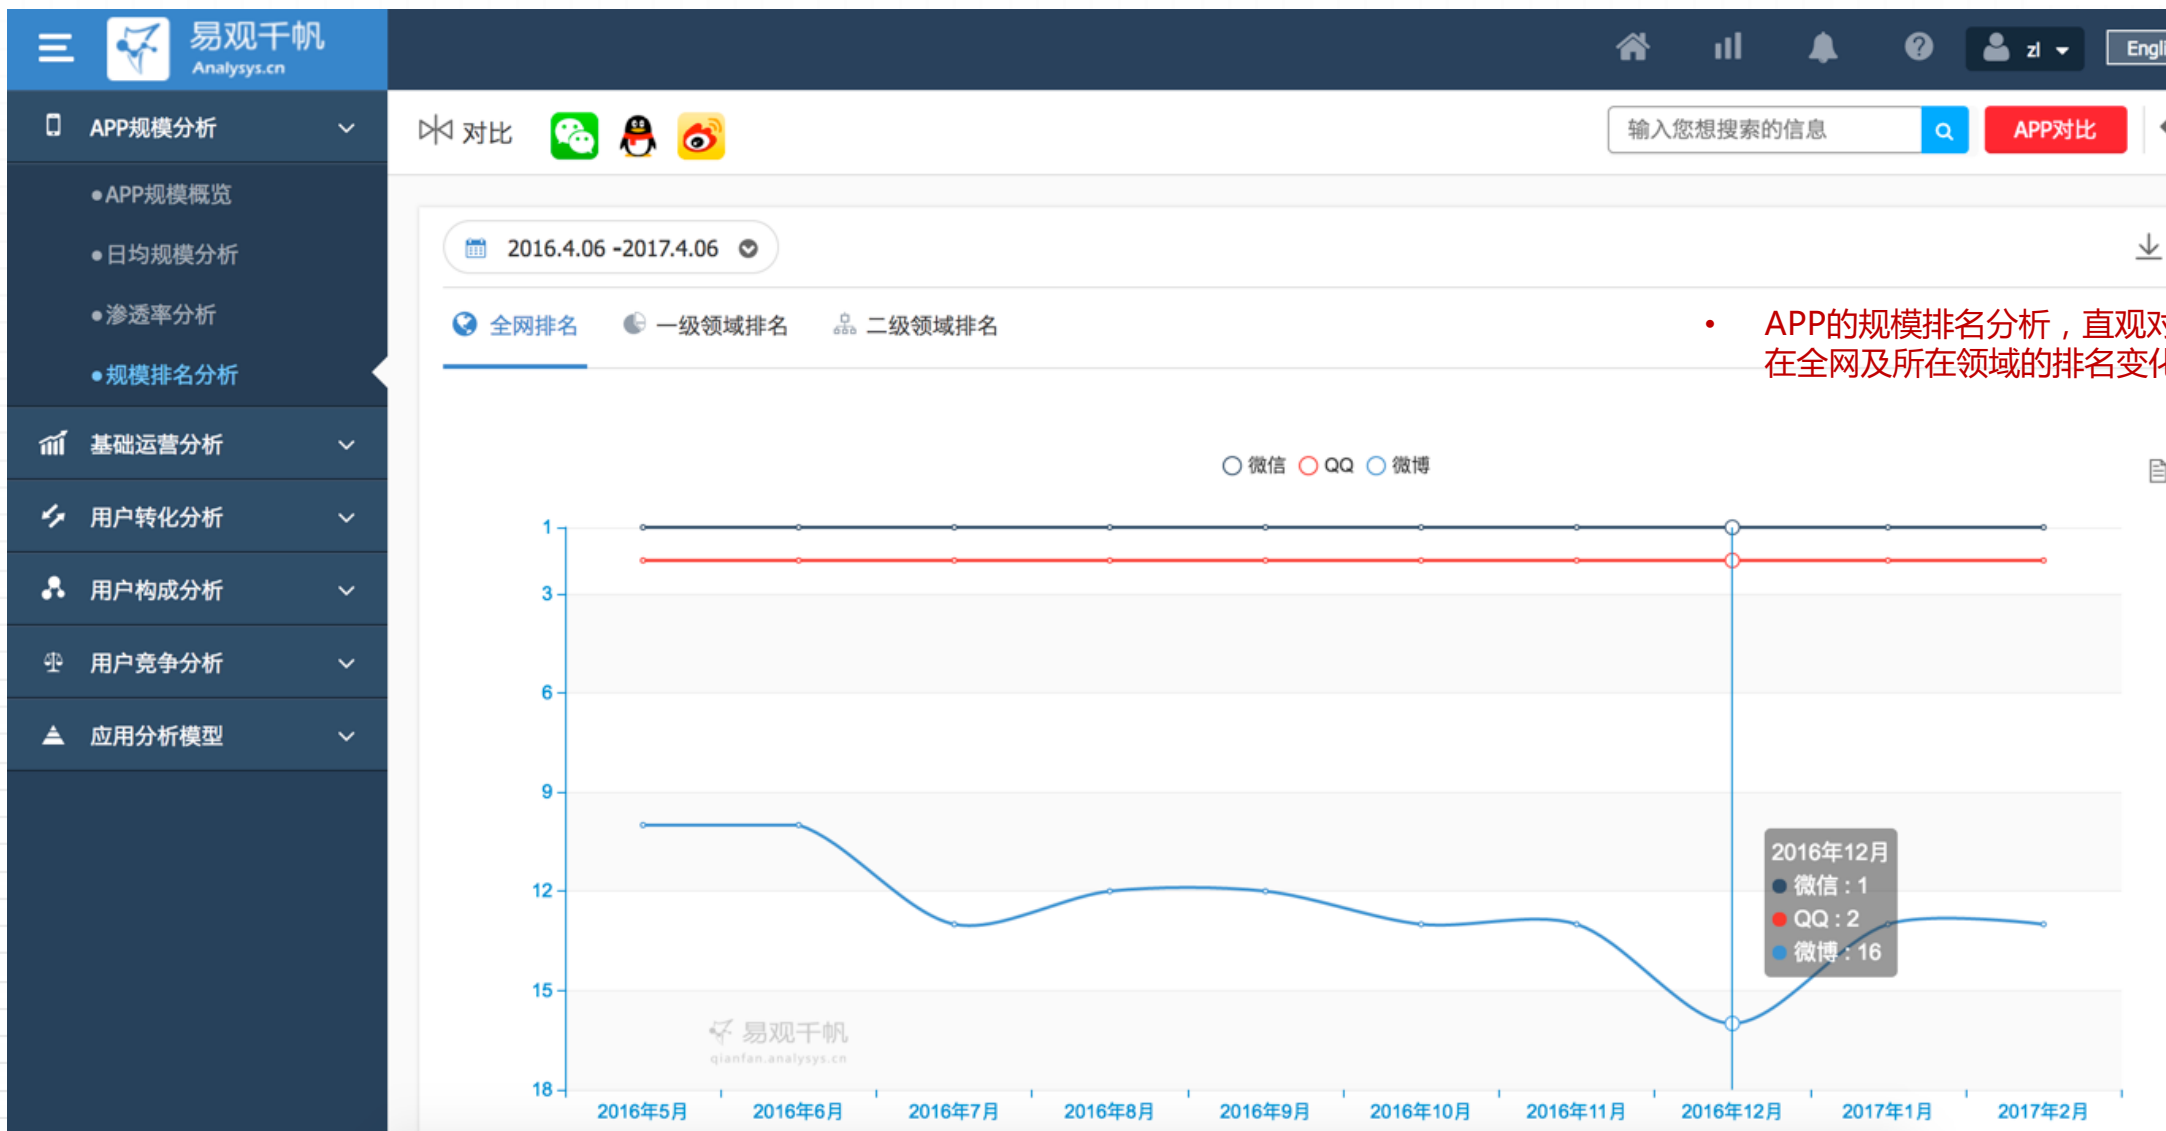 易观千帆
Analysys.cn
zl
Engli
APP规模分析
对比
输入您想搜索的信息
APP对比
●APP规模概览
●日均规模分析
●渗透率分析
●规模排名分析
基础运营分析
用户转化分析
用户构成分析
用户竞争分析
应用分析模型
2016.4.06 -2017.4.06
全网排名 一级领域排名 二级领域排名
• APP的规模排名分析，直观对
在全网及所在领域的排名变化
微信 QQ 微博
1
3
6
9
12
15
18
2016年12月
微信 : 1
QQ : 2
微博 : 16
易观千帆
qianfan.analysys.cn
2016年5月 2016年6月 2016年7月 2016年8月 2016年9月 2016年10月 2016年11月 2016年12月 2017年1月 2017年2月